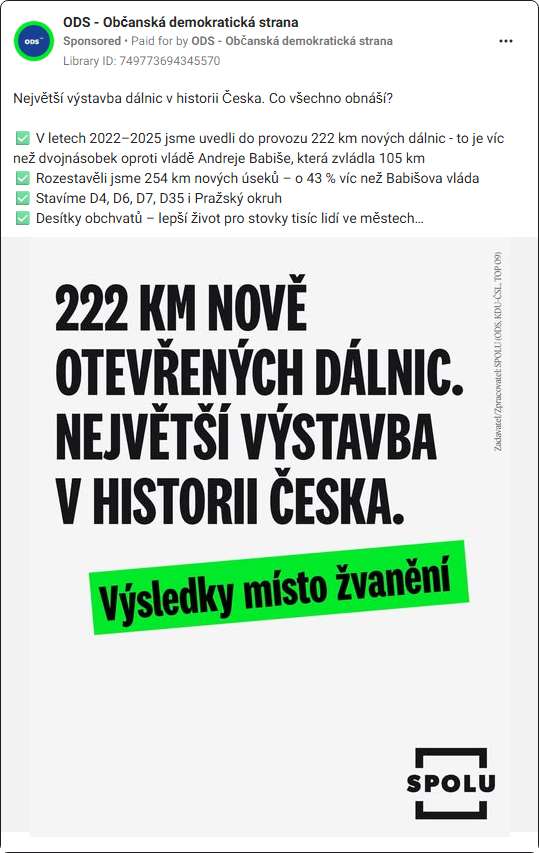 ODS - Občanská demokratická strana
Sponsored • Paid for by ODS - Občanská demokratická strana
Library ID: 749773694345570
ODS
Největší výstavba dálnic v historii Česka. Co všechno obnáší?
✅ V letech 2022–2025 jsme uvedli do provozu 222 km nových dálnic - to je víc
než dvojnásobek oproti vládě Andreje Babiše, která zvládla 105 km
✅ Rozestavěli jsme 254 km nových úseků – o 43 % víc než Babišova vláda
✅ Stavíme D4, D6, D7, D35 i Pražský okruh
✅ Desítky obchvatů – lepší život pro stovky tisíc lidí ve městech…
Zadavatel/Zpracovatel: SPOLU (ODS, KDU-ČSL, TOP 09)
222 KM NOVĚ
OTEVŘENÝCH DÁLNIC.
NEJVĚTŠÍ VÝSTAVBA
V HISTORII ČESKA.
Výsledky místo žvanění
SPOLU